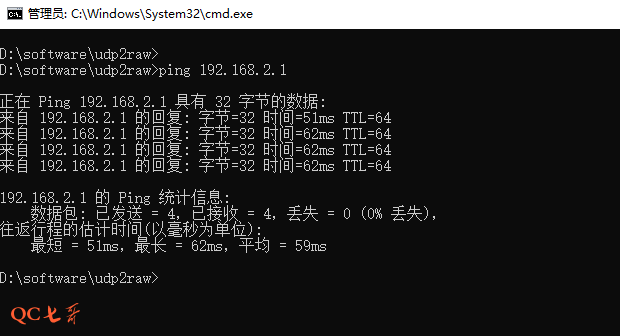 管理员: C:\Windows\System32\cmd.exe
D:\software\udp2raw>
D:\software\udp2raw>ping 192.168.2.1
正在 Ping 192.168.2.1 具有 32 字节的数据:
来自 192.168.2.1 的回复: 字节=32 时间=51ms TTL=64
来自 192.168.2.1 的回复: 字节=32 时间=62ms TTL=64
来自 192.168.2.1 的回复: 字节=32 时间=62ms TTL=64
来自 192.168.2.1 的回复: 字节=32 时间=62ms TTL=64
192.168.2.1 的 Ping 统计信息:
数据包: 已发送 = 4，已接收 = 4，丢失 = 0 (0% 丢失)，
往返行程的估计时间(以毫秒为单位):
最短 = 51ms，最长 = 62ms，平均 = 59ms
D:\software\udp2raw>
QC七哥